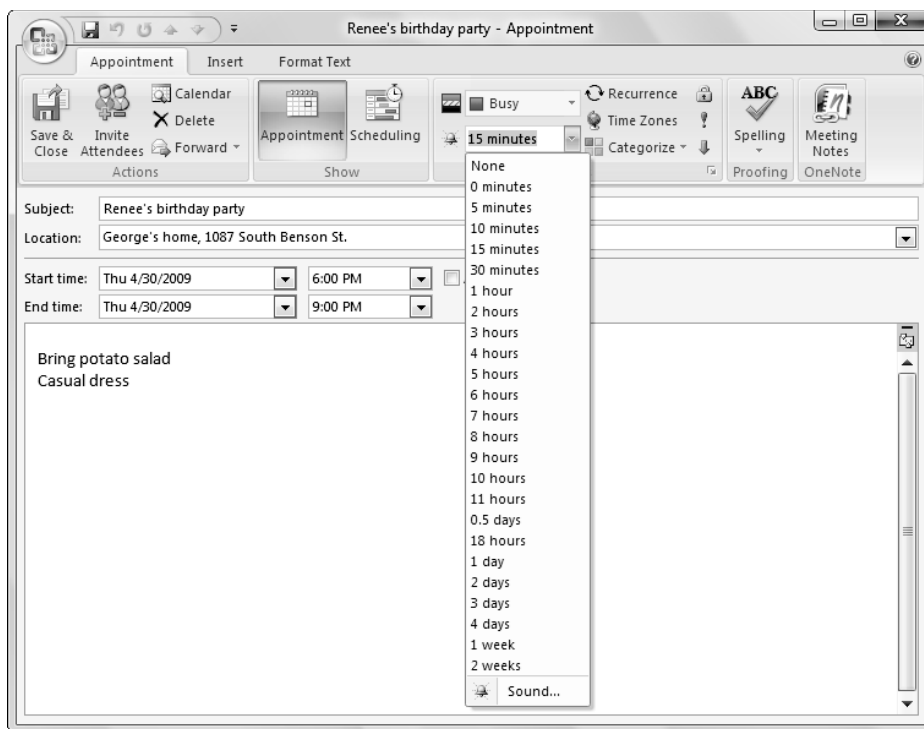 Renee's birthday party - Appointment
Appointment Insert Format Text
Save & Close
Invite Attendees
Calendar
Delete
Forward
Actions
Appointment
Scheduling
Show
Busy
15 minutes
Recurrence
Time Zones
Categorize
ABC
Spelling
Proofing
Meeting Notes
OneNote
Subject: Renee's birthday party
Location: George's home, 1087 South Benson St.
Start time: Thu 4/30/2009 6:00 PM
End time: Thu 4/30/2009 9:00 PM
Bring potato salad
Casual dress
None
0 minutes
5 minutes
10 minutes
15 minutes
30 minutes
1 hour
2 hours
3 hours
4 hours
5 hours
6 hours
7 hours
8 hours
9 hours
10 hours
11 hours
0.5 days
18 hours
1 day
2 days
3 days
4 days
1 week
2 weeks
Sound...